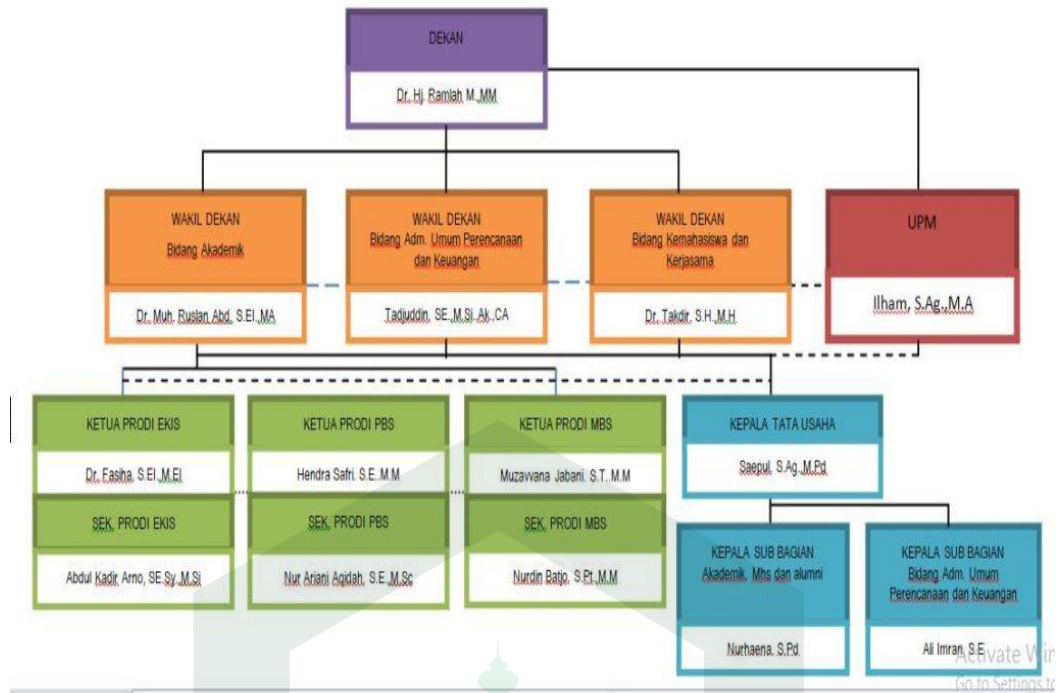 DEKAN
Dr. Hj. Ramlah M.,MM
WAKIL DEKAN
Bidang Akademik
Dr. Muh. Ruslan Abd, S.EI.,MA
WAKIL DEKAN
Bidang Adm. Umum Perencanaan
dan Keuangan
Tadjuddin, SE.,M.Si.,Ak.,CA
WAKIL DEKAN
Bidang Kemahasiswa dan
Kerjasama
Dr. Takdir, S.H.,M.H
UPM
Ilham, S.Ag.,M.A
KETUA PRODI EKIS
Dr. Fasiha, S.EI.,M.EI
SEK. PRODI EKIS
Abdul Kadir Arno, SE.Sy.,M.Si
KETUA PRODI PBS
Hendra Safri, S.E.,M.M
SEK. PRODI PBS
Nur Ariani Aqidah, S.E.,M.Sc
KETUA PRODI MBS
Muzayyana Jabani, S.T.,M.M
SEK. PRODI MBS
Nurdin Batjo, S.Pt.,M.M
KEPALA TATA USAHA
Saepul, S.Ag.,M.Pd
KEPALA SUB BAGIAN
Akademik, Mhs dan alumni
Nurhaena, S.Pd
KEPALA SUB BAGIAN
Bidang Adm. Umum
Perencanaan dan Keuangan
Ali Imran, S.E
Activate Win
Go to Settings to